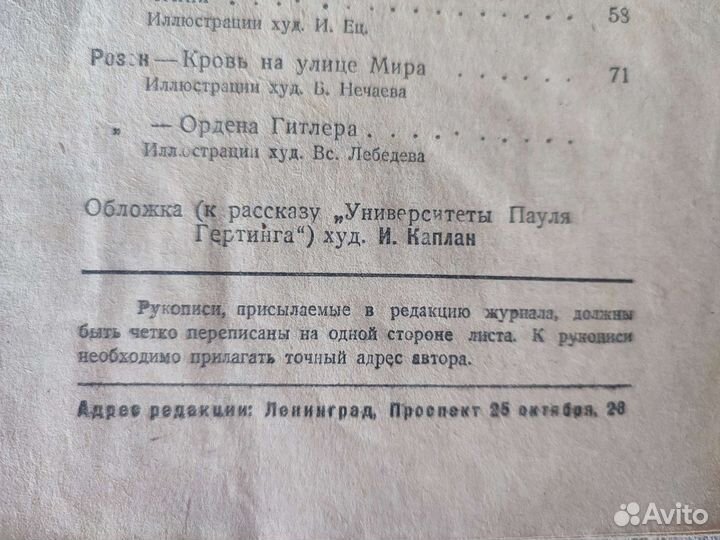 Иллюстрации худ. И. Ец. 58
Розен — Кровь на улице Мира . . . . . . 71
Иллюстрации худ. Б. Нечаева
„ — Ордена Гитлера . . . . . . . .
Иллюстрации худ. Вс. Лебедева
Обложка (к рассказу „Университеты Пауля
Гертинга“) худ. И. Каплан
Рукописи, присылаемые в редакцию журнала, должны
быть четко переписаны на одной стороне листа. К рукописи
необходимо прилагать точный адрес автора.
Адрес редакции: Ленинград, Проспект 25 октября, 28
Avito